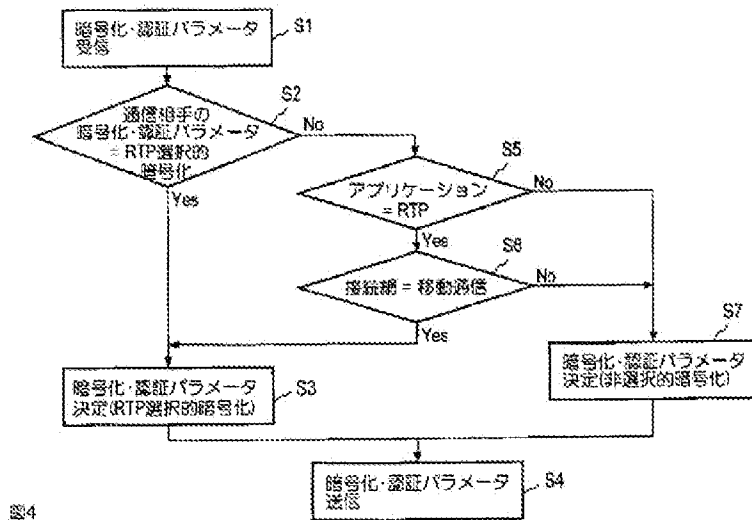 暗号化・認証パラメータ
受信
S1
通信相手の
暗号化・認証パラメータ
= RTP選択的
暗号化
S2
No
Yes
アプリケーション
= RTP
S5
No
Yes
接続網 = 移動通信
S6
No
Yes
暗号化・認証パラメータ
決定(RTP選択的暗号化)
S3
暗号化・認証パラメータ
決定(非選択的暗号化)
S7
暗号化・認証パラメータ
送信
S4
図4